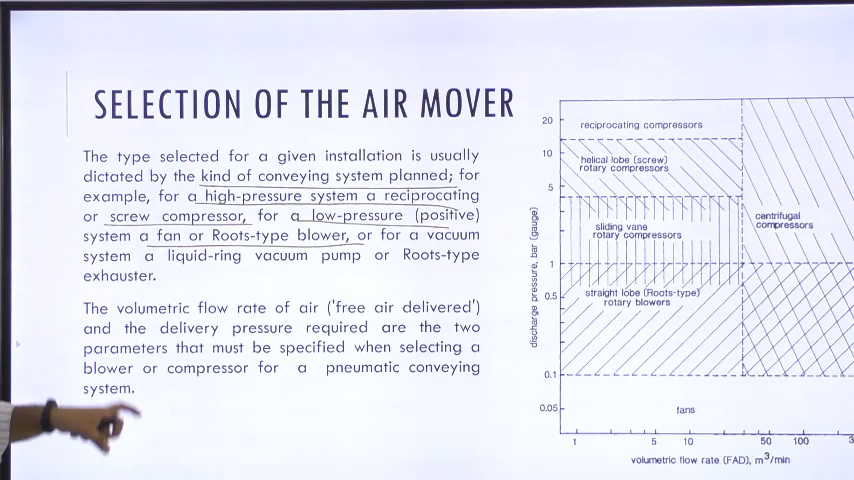 SELECTION OF THE AIR MOVER
The type selected for a given installation is usually
dictated by the kind of conveying system planned; for
example, for a high-pressure system a reciprocating
or screw compressor, for a low-pressure (positive)
system a fan or Roots-type blower, or for a vacuum
system a liquid-ring vacuum pump or Roots-type
exhauster.
The volumetric flow rate of air ('free air delivered')
and the delivery pressure required are the two
parameters that must be specified when selecting a
blower or compressor for a pneumatic conveying
system.
discharge pressure, bar (gauge)
20
10
5
1
0.5
0.1
0.05
reciprocating compressors
helical lobe (screw)
rotary compressors
sliding vane
rotary compressors
straight lobe (Roots-type)
rotary blowers
centrifugal
compressors
fans
1 5 10 50 100 3
volumetric flow rate (FAD), m³/min